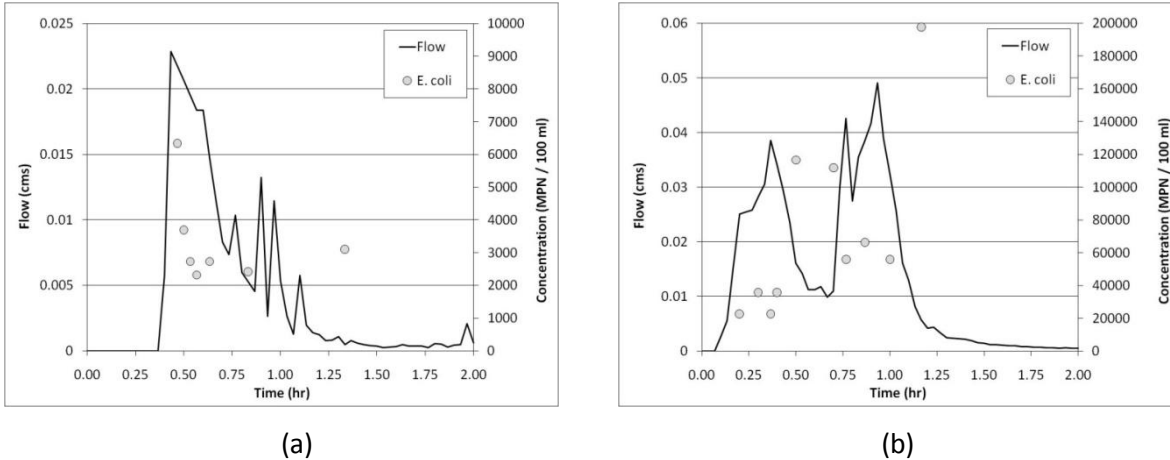 0.025
0.02
0.015
0.01
0.005
0
Flow (cms)
10000
9000
8000
7000
6000
5000
4000
3000
2000
1000
0
Concentration (MPN / 100 ml)
Flow
E. coli
0.00 0.25 0.50 0.75 1.00 1.25 1.50 1.75 2.00
Time (hr)
(a)
0.06
0.05
0.04
0.03
0.02
0.01
0.00
Flow (cms)
200000
180000
160000
140000
120000
100000
80000
60000
40000
20000
0
Concentration (MPN / 100 ml)
Flow
E. coli
0.00 0.25 0.50 0.75 1.00 1.25 1.50 1.75 2.00
Time (hr)
(b)